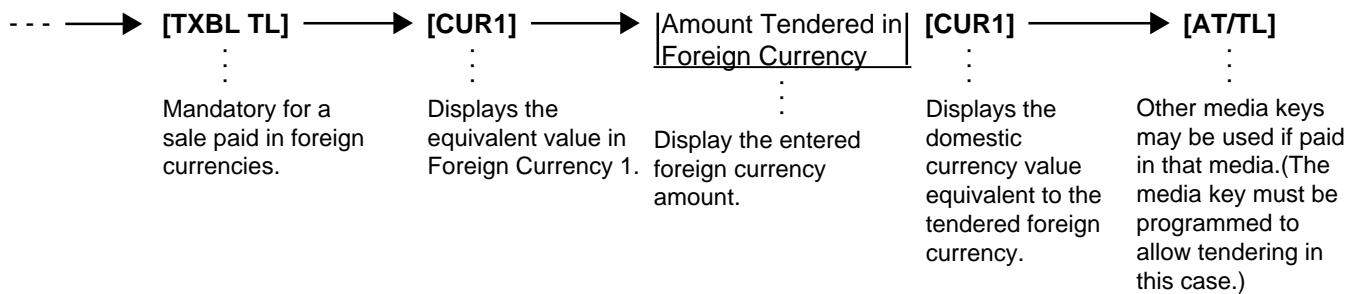 - - - [TXBL TL] [CUR1] Amount Tendered in [CUR1] [AT/TL]
Foreign Currency
Mandatory for a
sale paid in foreign
currencies.
Displays the
equivalent value in
Foreign Currency 1.
Display the entered
foreign currency
amount.
Displays the
domestic
currency value
equivalent to the
tendered foreign
currency.
Other media keys
may be used if paid
in that media.(The
media key must be
programmed to
allow tendering in
this case.)